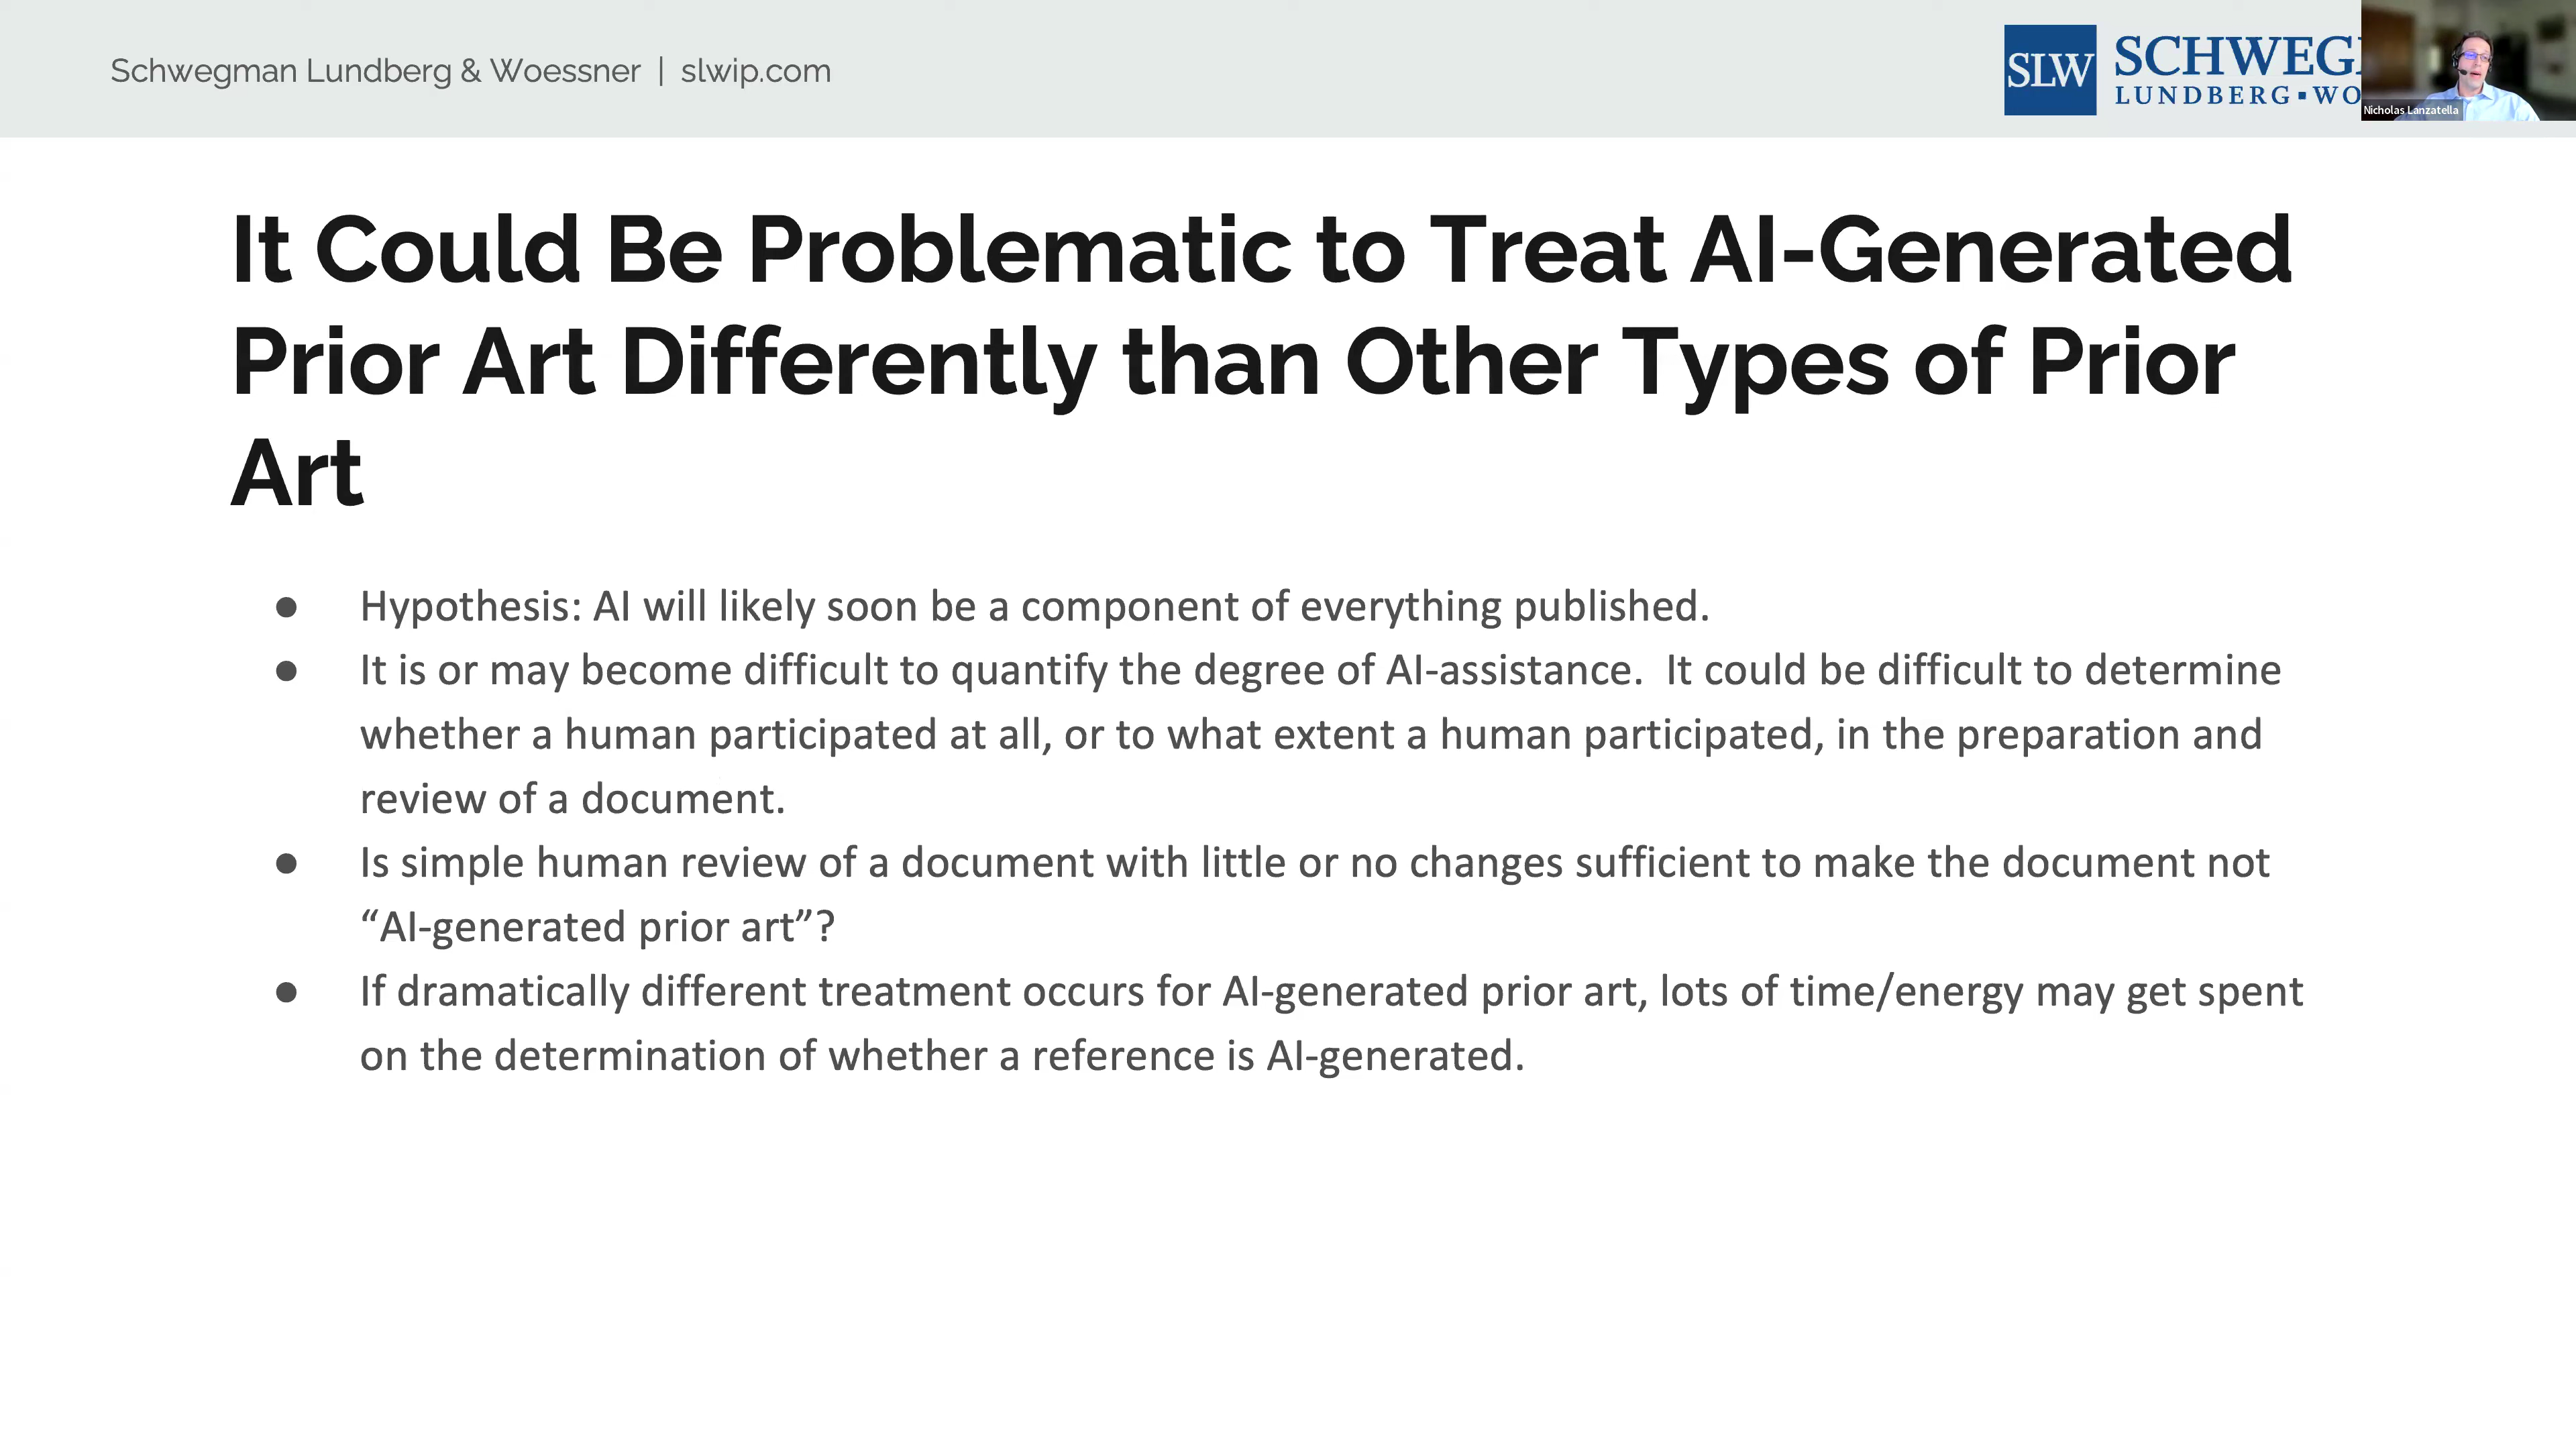 Schwegman Lundberg & Woessner | slwip.com
SLW
SCHWEG
LUNDBERG▪WO
Nicholas Lanzatella
It Could Be Problematic to Treat AI-Generated
Prior Art Differently than Other Types of Prior
Art
● Hypothesis: AI will likely soon be a component of everything published.
● It is or may become difficult to quantify the degree of AI-assistance.  It could be difficult to determine
whether a human participated at all, or to what extent a human participated, in the preparation and
review of a document.
● Is simple human review of a document with little or no changes sufficient to make the document not
“AI-generated prior art”?
● If dramatically different treatment occurs for AI-generated prior art, lots of time/energy may get spent
on the determination of whether a reference is AI-generated.